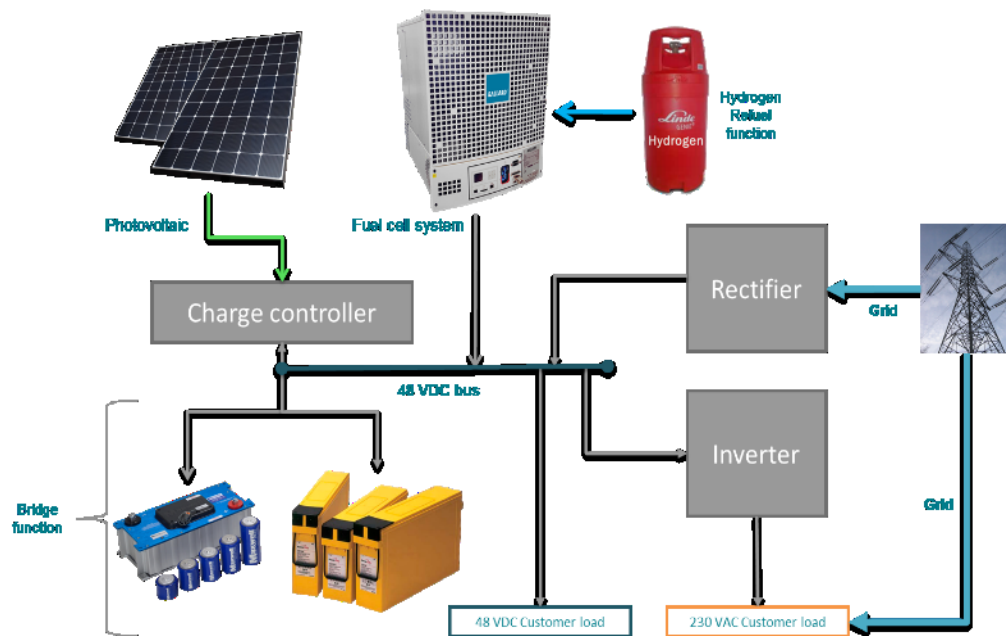 Hydrogen
Refuel
function
Linde
Hydrogen
Photovoltaic
Fuel cell system
Rectifier
Grid
Charge controller
48 VDC bus
Inverter
Bridge
function
Grid
48 VDC Customer load
230 VAC Customer load